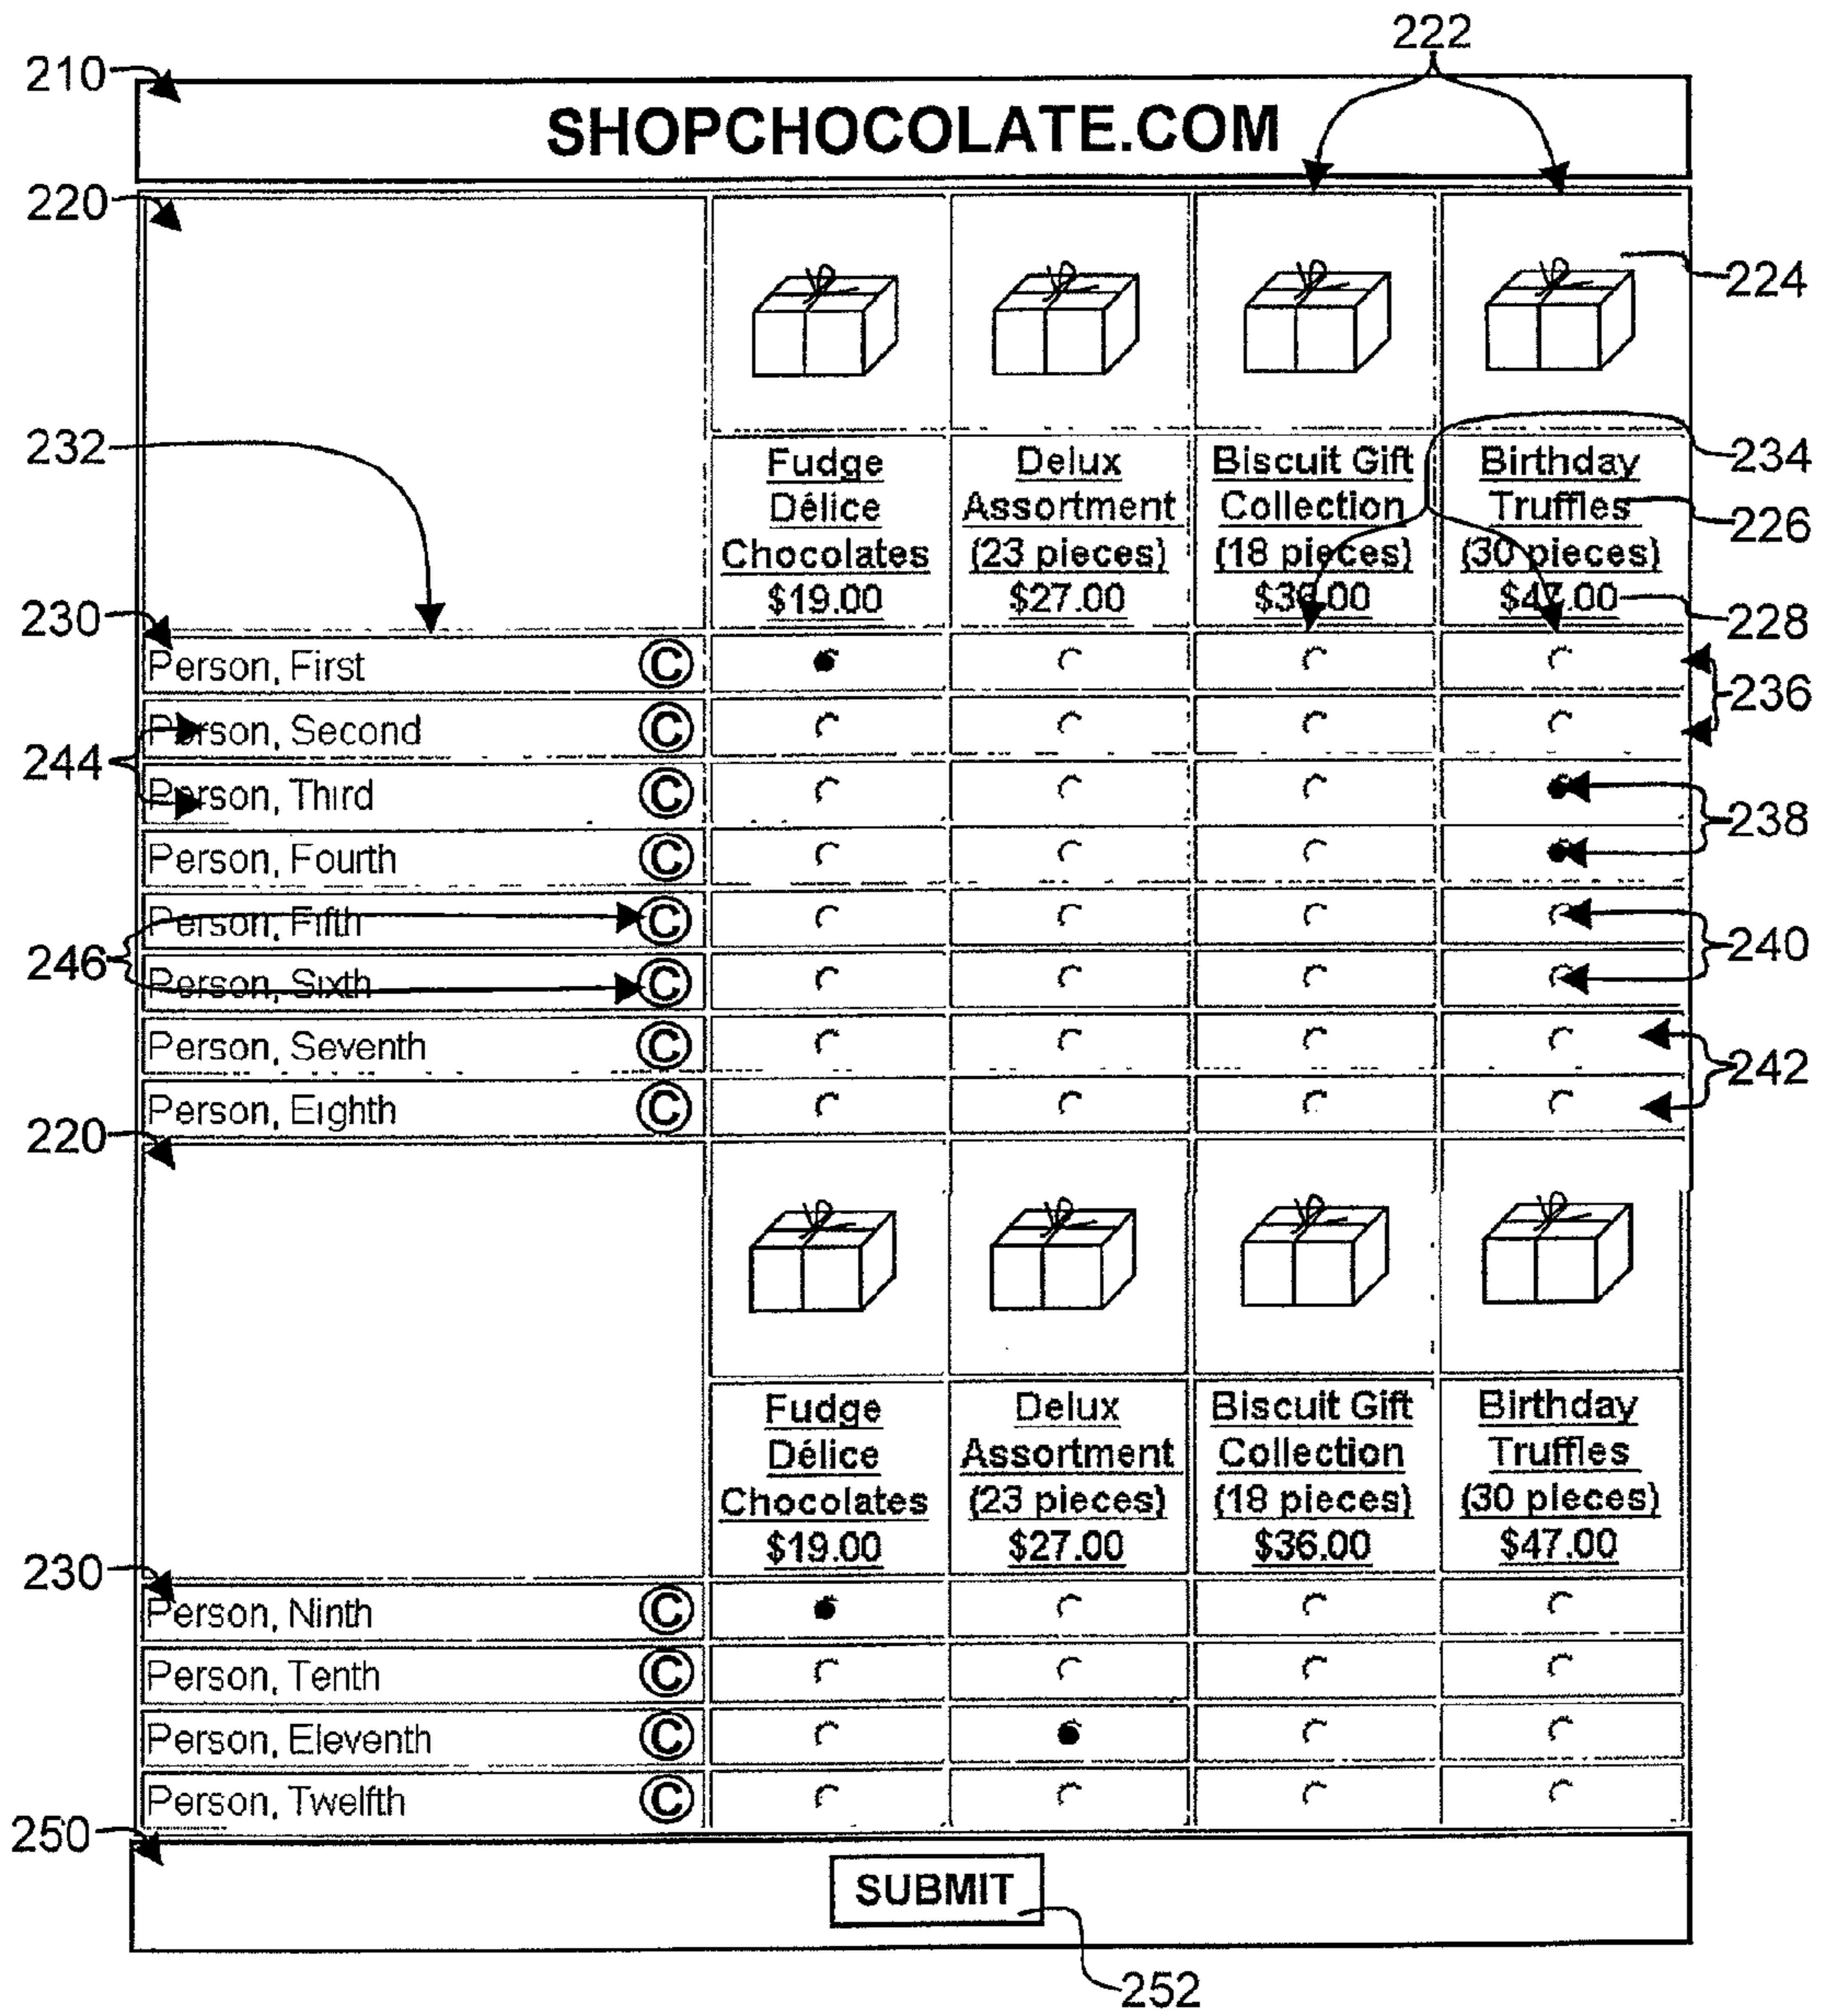 222
210
SHOPCHOCOLATE.COM
220
224
232
234
Fudge Délice Chocolates $19.00
Delux Assortment (23 pieces) $27.00
Biscuit Gift Collection (18 pieces) $36.00
Birthday Truffles (30 pieces) $47.00
226
228
230
Person, First ©
236
Person, Second ©
244
Person, Third ©
238
Person, Fourth ©
Person, Fifth ©
246
240
Person, Sixth ©
Person, Seventh ©
242
Person, Eighth ©
220
Fudge Délice Chocolates $19.00
Delux Assortment (23 pieces) $27.00
Biscuit Gift Collection (18 pieces) $36.00
Birthday Truffles (30 pieces) $47.00
230
Person, Ninth ©
Person, Tenth ©
Person, Eleventh ©
Person, Twelfth ©
250
SUBMIT
252